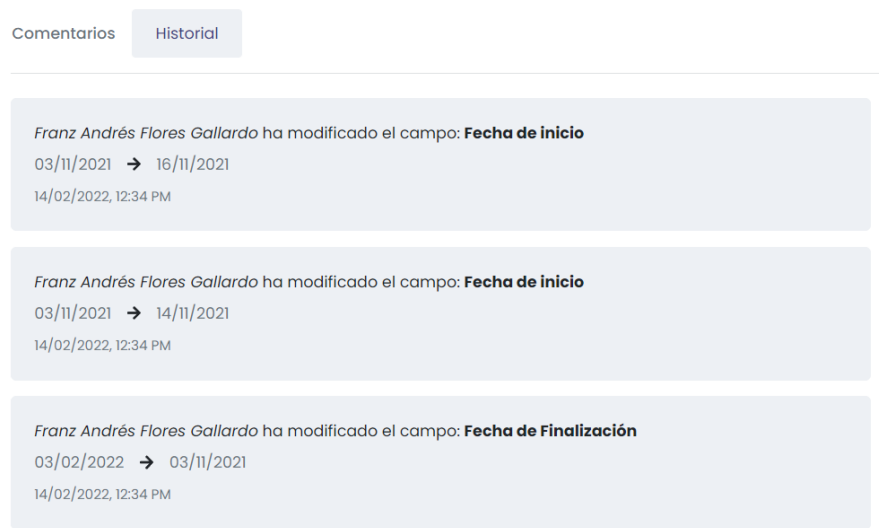 Comentarios Historial
Franz Andrés Flores Gallardo ha modificado el campo: Fecha de inicio
03/11/2021 → 16/11/2021
14/02/2022, 12:34 PM
Franz Andrés Flores Gallardo ha modificado el campo: Fecha de inicio
03/11/2021 → 14/11/2021
14/02/2022, 12:34 PM
Franz Andrés Flores Gallardo ha modificado el campo: Fecha de Finalización
03/02/2022 → 03/11/2021
14/02/2022, 12:34 PM